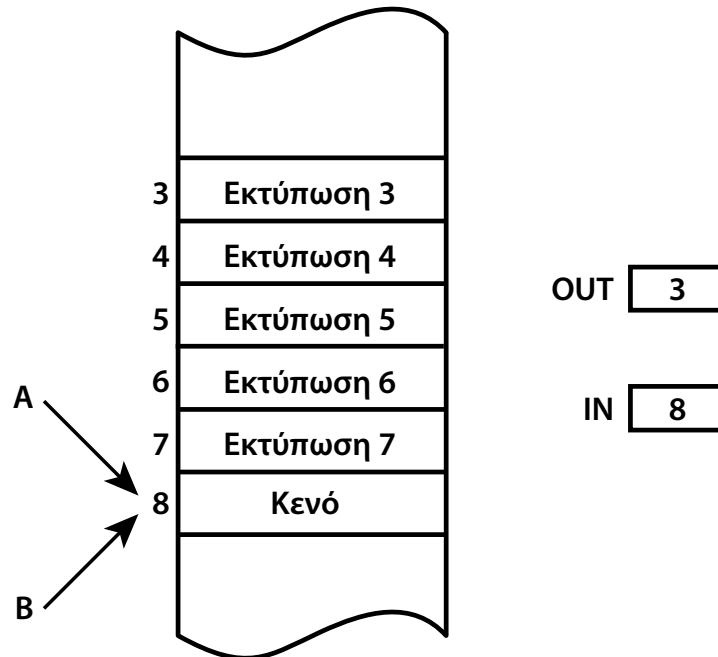 3 Εκτύπωση 3
4 Εκτύπωση 4
5 Εκτύπωση 5
6 Εκτύπωση 6
7 Εκτύπωση 7
8 Κενό
A
B
OUT 3
IN 8